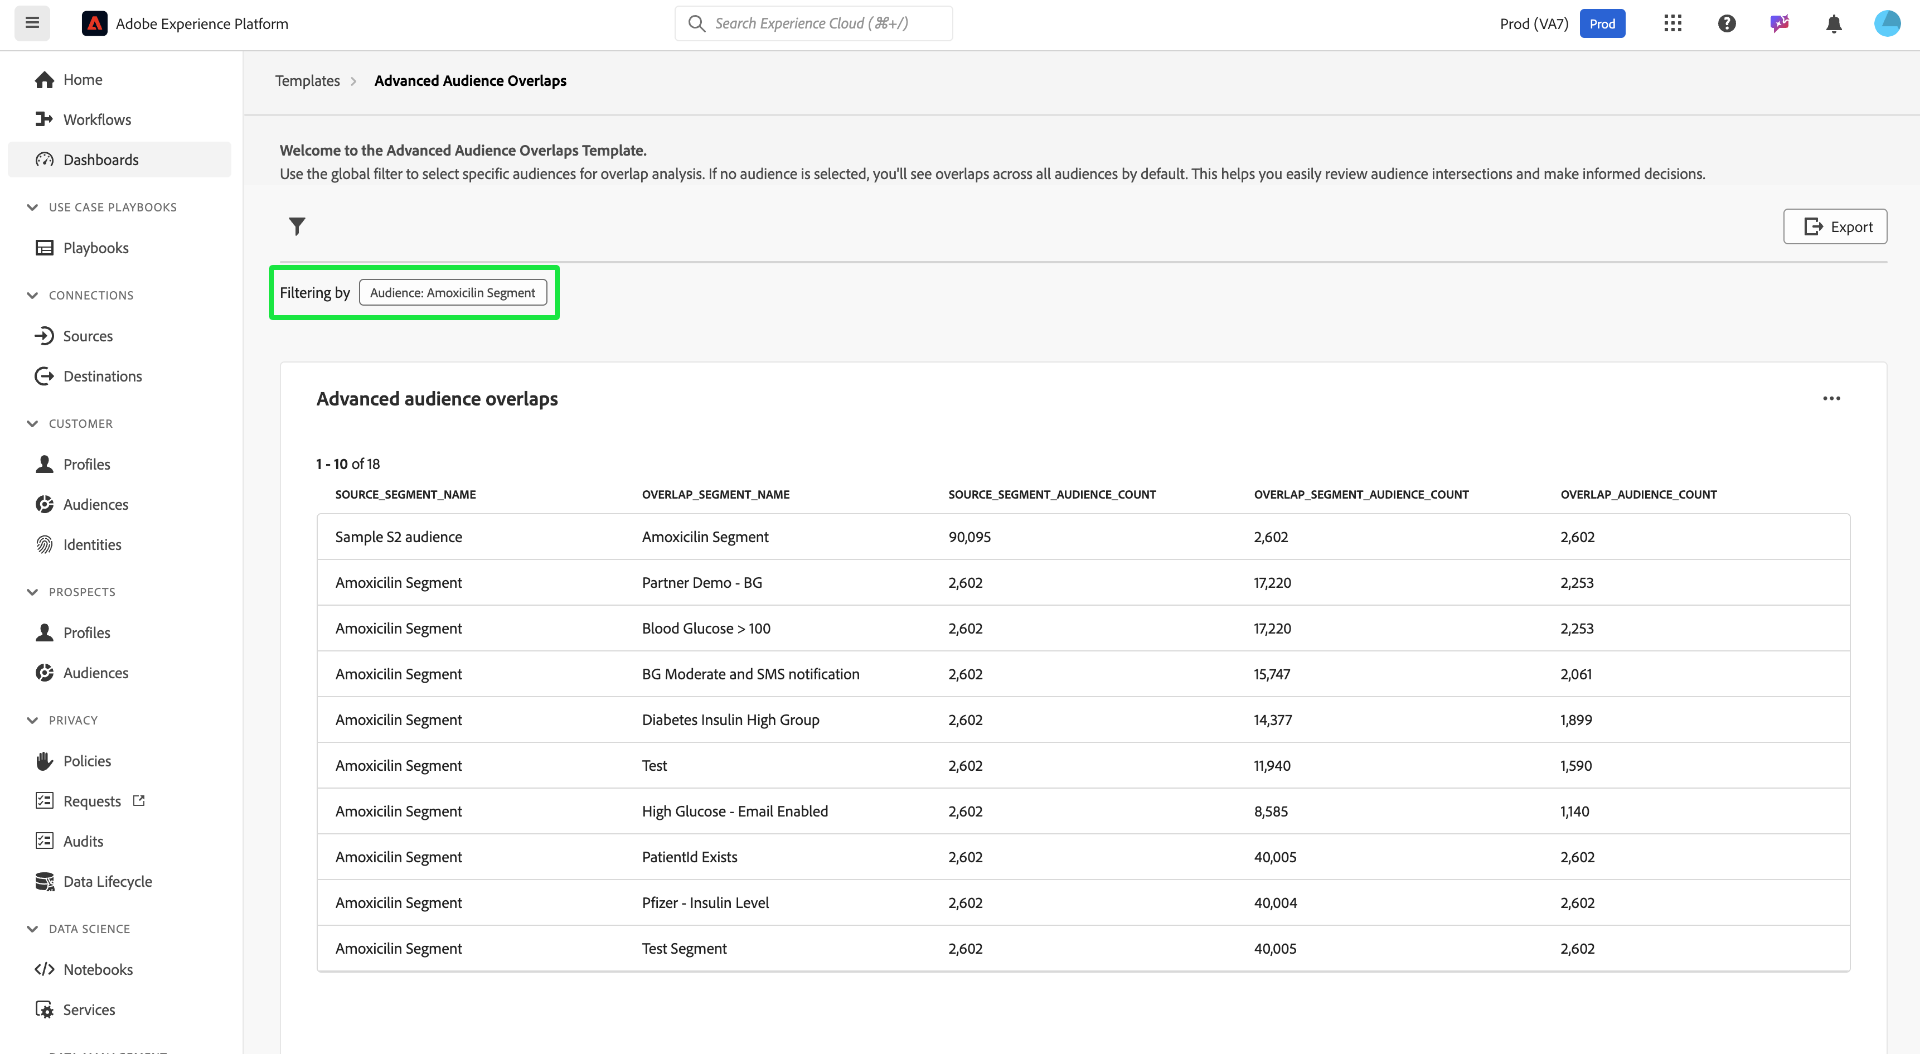 Adobe Experience Platform
Search Experience Cloud (⌘+/)
Prod (VA7)
Prod
Home
Workflows
Dashboards
USE CASE PLAYBOOKS
Playbooks
CONNECTIONS
Sources
Destinations
CUSTOMER
Profiles
Audiences
Identities
PROSPECTS
Profiles
Audiences
PRIVACY
Policies
Requests
Audits
Data Lifecycle
DATA SCIENCE
Notebooks
Services
Templates > Advanced Audience Overlaps
Welcome to the Advanced Audience Overlaps Template.
Use the global filter to select specific audiences for overlap analysis. If no audience is selected, you'll see overlaps across all audiences by default. This helps you easily review audience intersections and make informed decisions.
Export
Filtering by Audience: Amoxicilin Segment
Advanced audience overlaps
1 - 10 of 18
SOURCE_SEGMENT_NAME OVERLAP_SEGMENT_NAME SOURCE_SEGMENT_AUDIENCE_COUNT OVERLAP_SEGMENT_AUDIENCE_COUNT OVERLAP_AUDIENCE_COUNT
Sample S2 audience Amoxicilin Segment 90,095 2,602 2,602
Amoxicilin Segment Partner Demo - BG 2,602 17,220 2,253
Amoxicilin Segment Blood Glucose > 100 2,602 17,220 2,253
Amoxicilin Segment BG Moderate and SMS notification 2,602 15,747 2,061
Amoxicilin Segment Diabetes Insulin High Group 2,602 14,377 1,899
Amoxicilin Segment Test 2,602 11,940 1,590
Amoxicilin Segment High Glucose - Email Enabled 2,602 8,585 1,140
Amoxicilin Segment PatientId Exists 2,602 40,005 2,602
Amoxicilin Segment Pfizer - Insulin Level 2,602 40,004 2,602
Amoxicilin Segment Test Segment 2,602 40,005 2,602